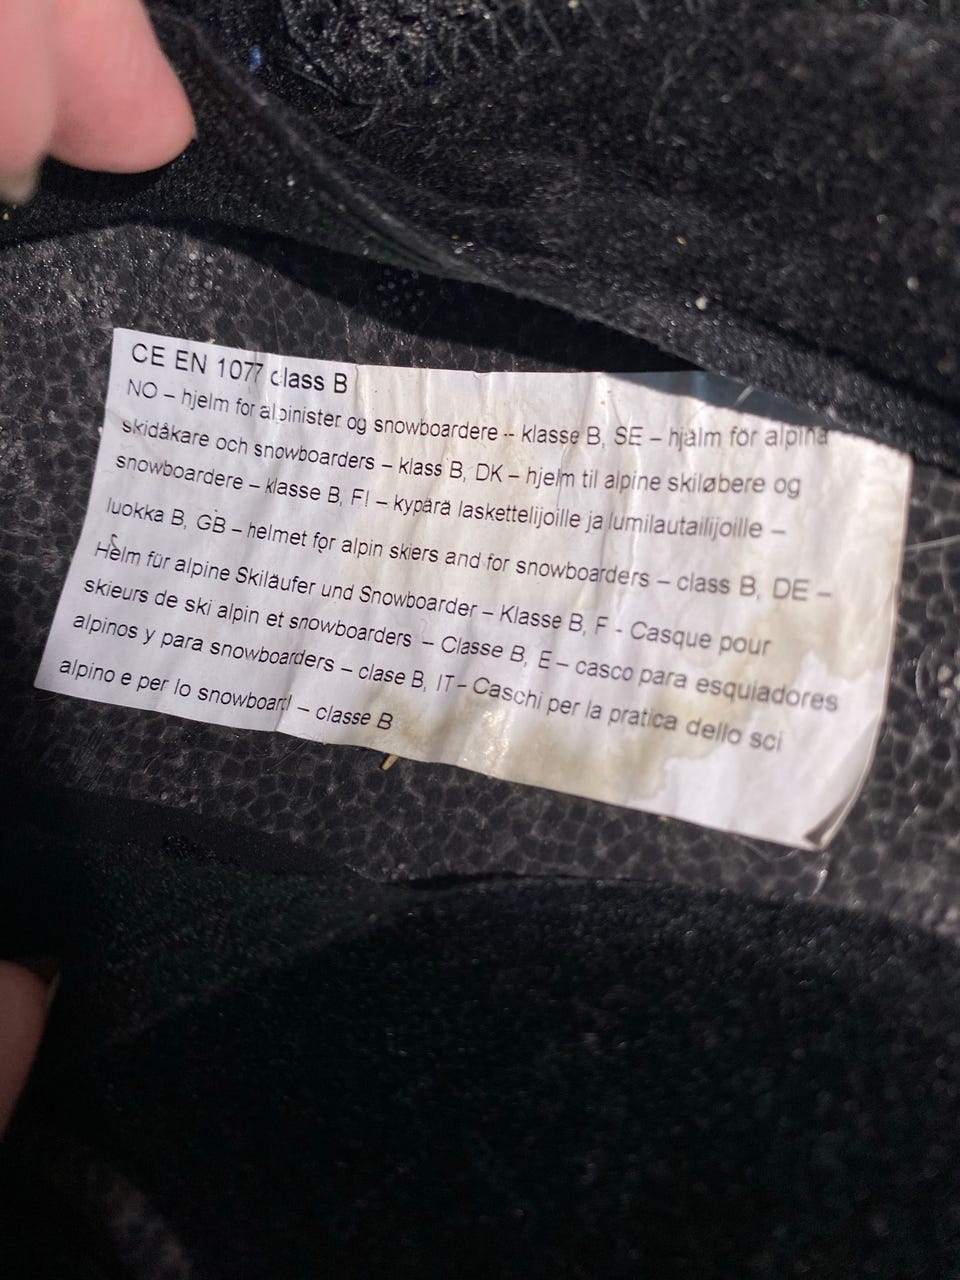 CE EN 1077 class B
NO – hjelm for alpinister og snowboardere -- klasse B, SE – hjälm för alpina
skidåkare och snowboarders – klass B, DK – hjelm til alpine skiløbere og
snowboardere – klasse B, FI – kypärä laskettelijoille ja lumilautailijoille –
luokka B, GB – helmet for alpin skiers and for snowboarders – class B, DE –
Helm für alpine Skiläufer und Snowboarder – Klasse B, F - Casque pour
skieurs de ski alpin et snowboarders – Classe B, E – casco para esquiadores
alpinos y para snowboarders – clase B, IT- Caschi per la pratica dello sci
alpino e per lo snowboard – classe B